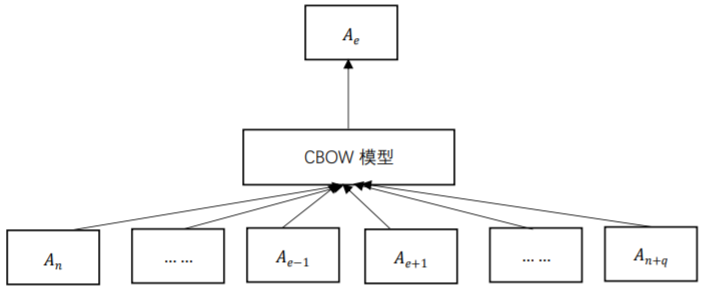 A_e
CBOW 模型
A_n …… A_{e−1} A_{e+1} …… A_{n+q}